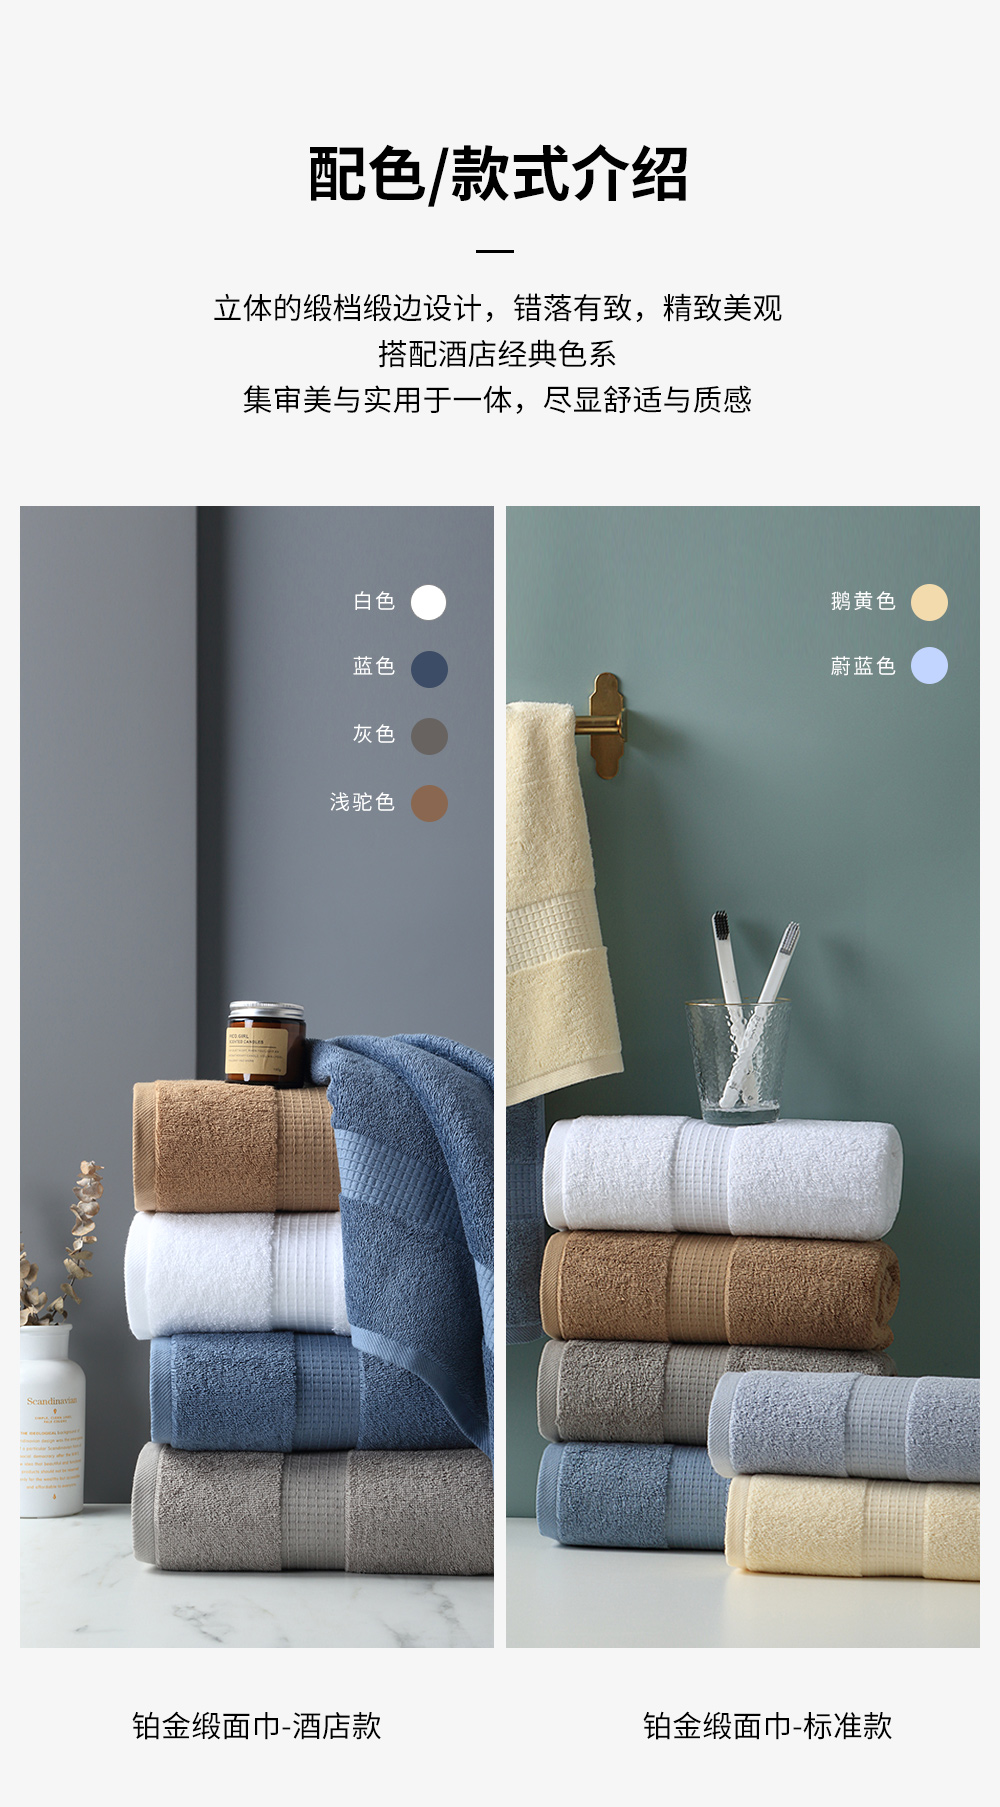 配色/款式介绍
立体的缎档缎边设计，错落有致，精致美观
搭配酒店经典色系
集审美与实用于一体，尽显舒适与质感
白色
蓝色
灰色
浅驼色
鹅黄色
蔚蓝色
Scandinavian
铂金缎面巾-酒店款
铂金缎面巾-标准款